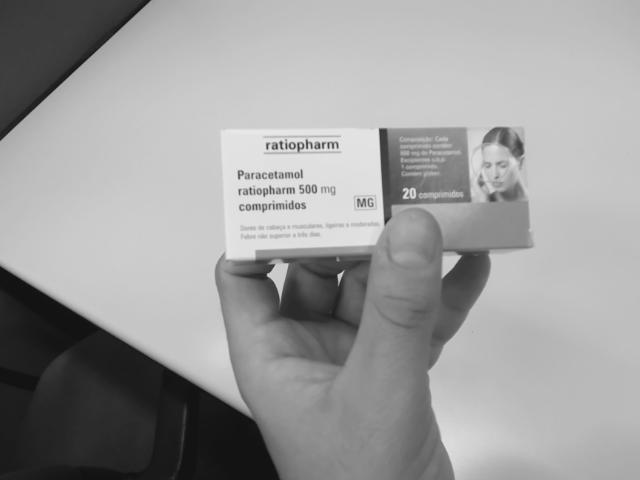 ratiopharm
Paracetamol
ratiopharm 500 mg
comprimidos
MG
Dores de cabeça e musculares, ligeiras a moderadas.
Febre não superior a três dias.
Composição: Cada
comprimido contém
500 mg de Paracetamol.
Excipientes q.b.p.
1 comprimido.
20 comprimidos